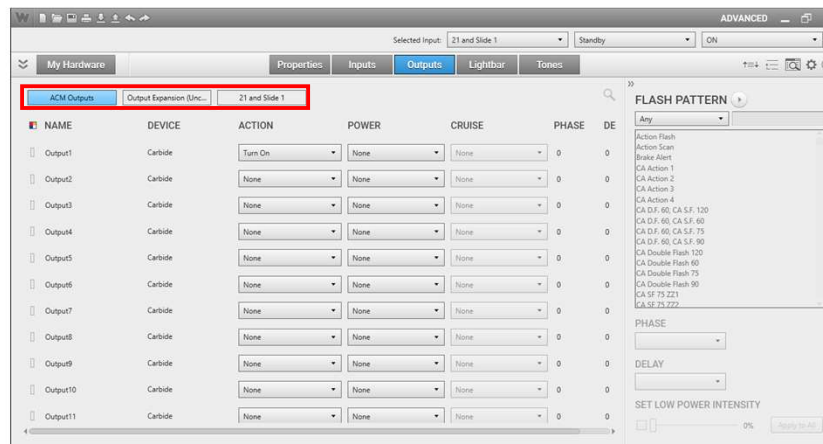 W ADVANCED
Selected Input: 21 and Slide 1 Standby ON
My Hardware Properties Inputs Outputs Lightbar Tones
ACM Outputs Output Expansion (Unc... 21 and Slide 1
NAME DEVICE ACTION POWER CRUISE PHASE DE
Output1 Carbide Turn On None None 0 0
Output2 Carbide None None None 0 0
Output3 Carbide None None None 0 0
Output4 Carbide None None None 0 0
Output5 Carbide None None None 0 0
Output6 Carbide None None None 0 0
Output7 Carbide None None None 0 0
Output8 Carbide None None None 0 0
Output9 Carbide None None None 0 0
Output10 Carbide None None None 0 0
Output11 Carbide None None None 0 0
FLASH PATTERN
Any
Action Flash
Action Scan
Brake Alert
CA Action 1
CA Action 2
CA Action 3
CA Action 4
CA D.F. 60, CA S.F. 120
CA D.F. 60, CA S.F. 60
CA D.F. 60, CA S.F. 75
CA D.F. 60, CA S.F. 90
CA Double Flash 120
CA Double Flash 60
CA Double Flash 75
CA Double Flash 90
CA SF 75 ZZ1
CA SF 75 ZZ2
PHASE
DELAY
SET LOW POWER INTENSITY
0% Apply to All